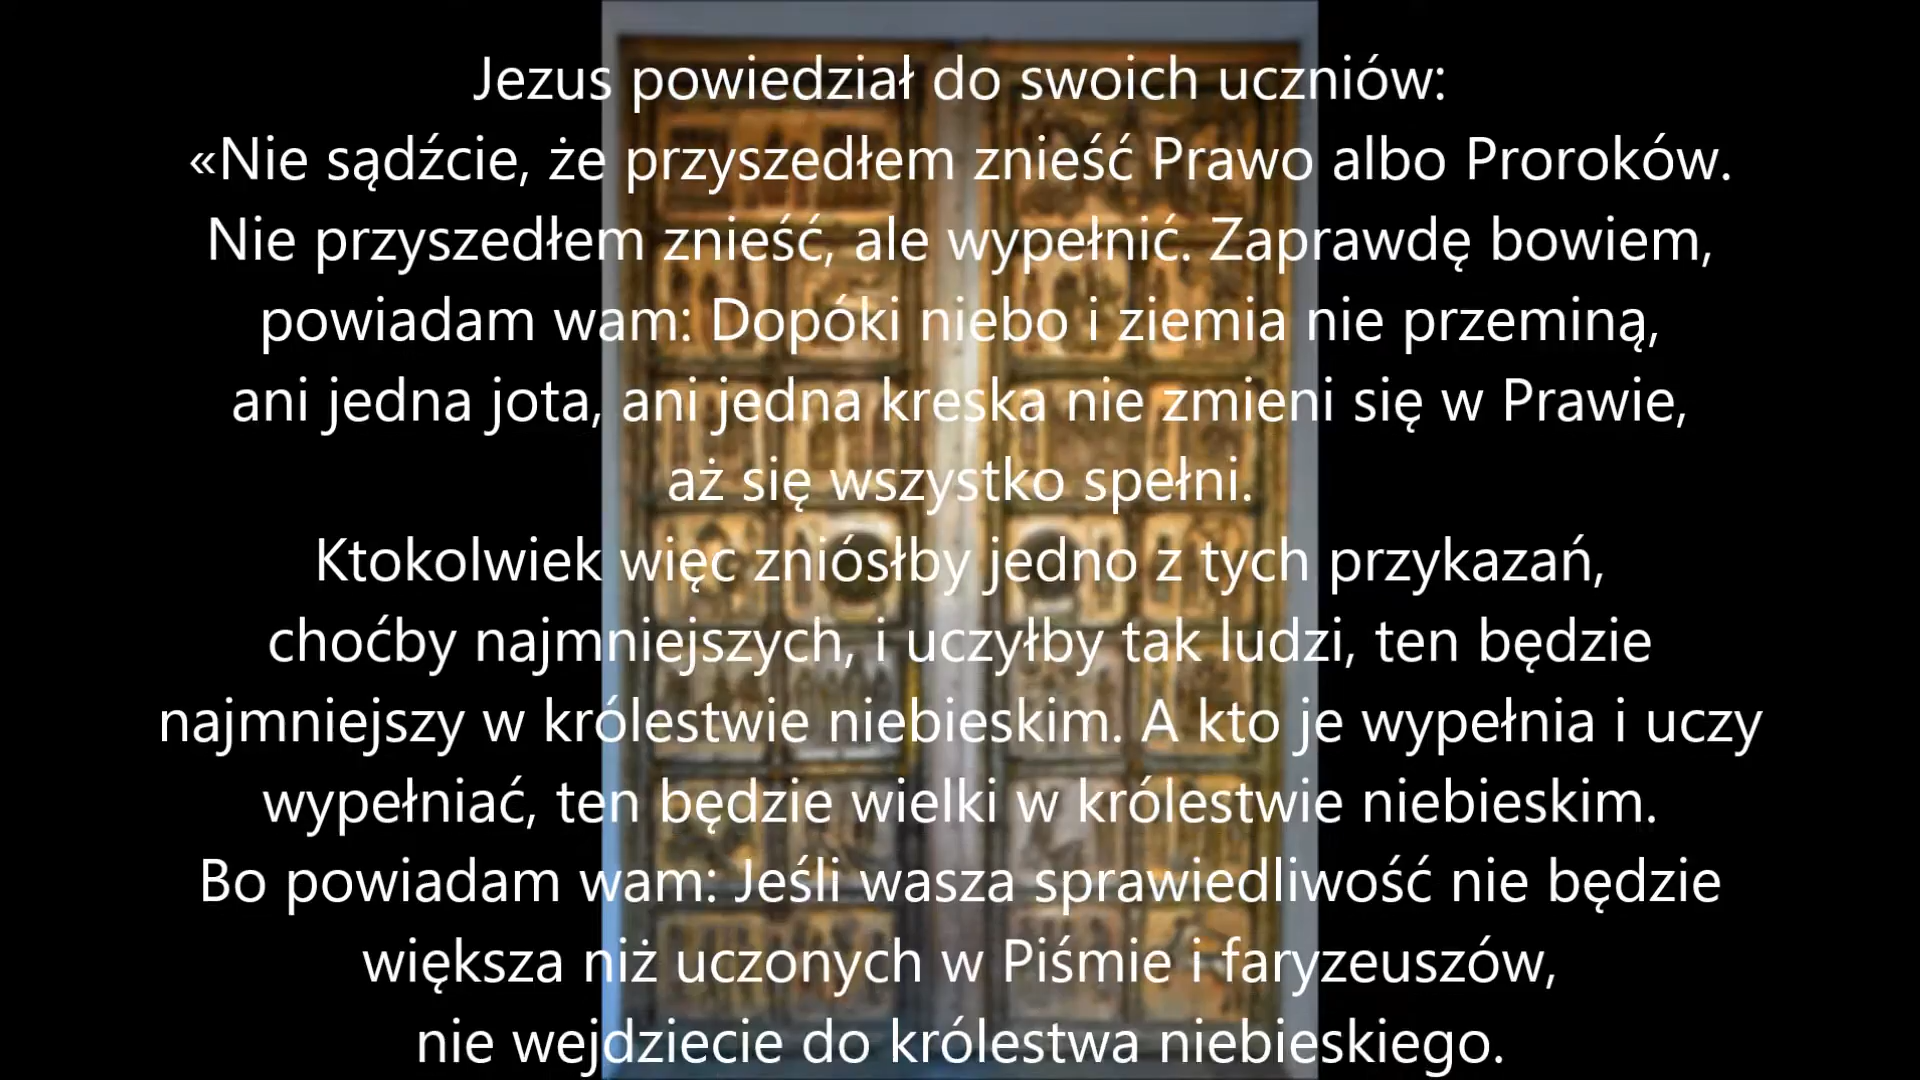 Jezus powiedział do swoich uczniów:
«Nie sądźcie, że przyszedłem znieść Prawo albo Proroków.
Nie przyszedłem znieść, ale wypełnić. Zaprawdę bowiem,
powiadam wam: Dopóki niebo i ziemia nie przeminą,
ani jedna jota, ani jedna kreska nie zmieni się w Prawie,
aż się wszystko spełni.
Ktokolwiek więc zniósłby jedno z tych przykazań,
choćby najmniejszych, i uczyłby tak ludzi, ten będzie
najmniejszy w królestwie niebieskim. A kto je wypełnia i uczy
wypełniać, ten będzie wielki w królestwie niebieskim.
Bo powiadam wam: Jeśli wasza sprawiedliwość nie będzie
większa niż uczonych w Piśmie i faryzeuszów,
nie wejdziecie do królestwa niebieskiego.